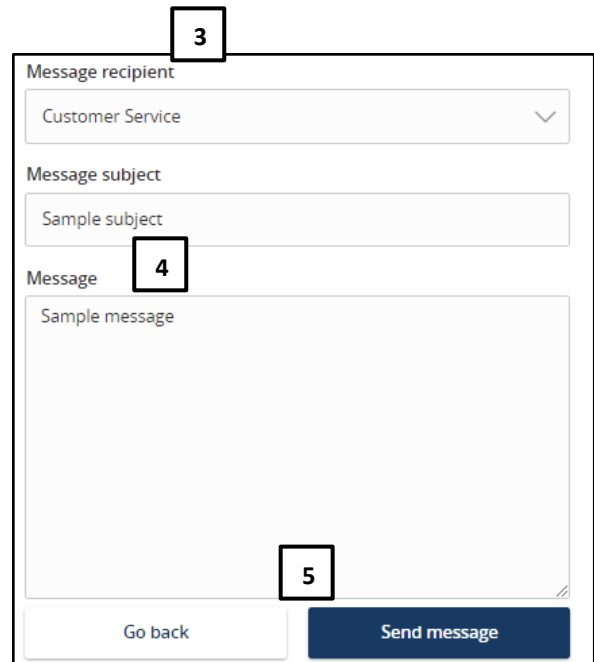 3
Message recipient
Customer Service
Message subject
Sample subject
4
Message
Sample message
5
Go back
Send message